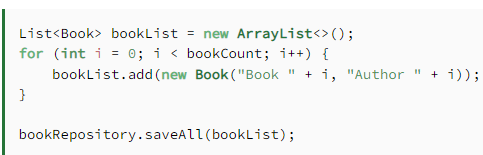 List<Book> bookList = new ArrayList<>();
for (int i = 0; i < bookCount; i++) {
    bookList.add(new Book("Book " + i, "Author " + i));
}

bookRepository.saveAll(bookList);